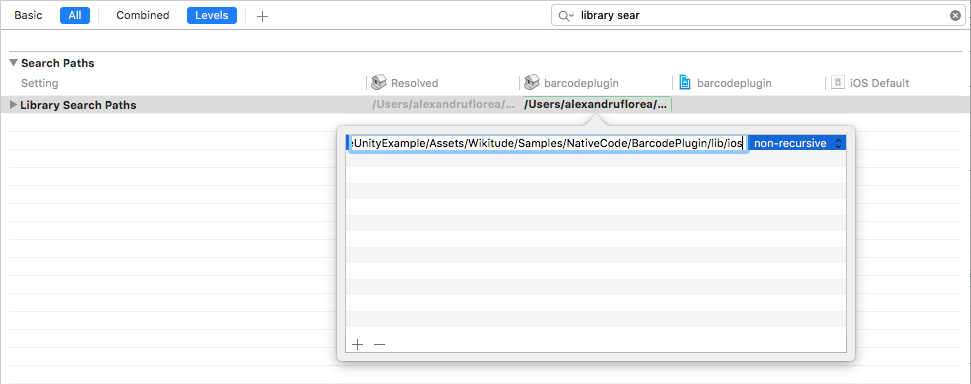 Basic All Combined Levels + library sear
Search Paths
Setting Resolved barcodeplugin barcodeplugin iOS Default
Library Search Paths /Users/alexandruflorea/... /Users/alexandruflorea/...
UnityExample/Assets/Wikitude/Samples/NativeCode/BarcodePlugin/lib/ios non-recursive
+ −